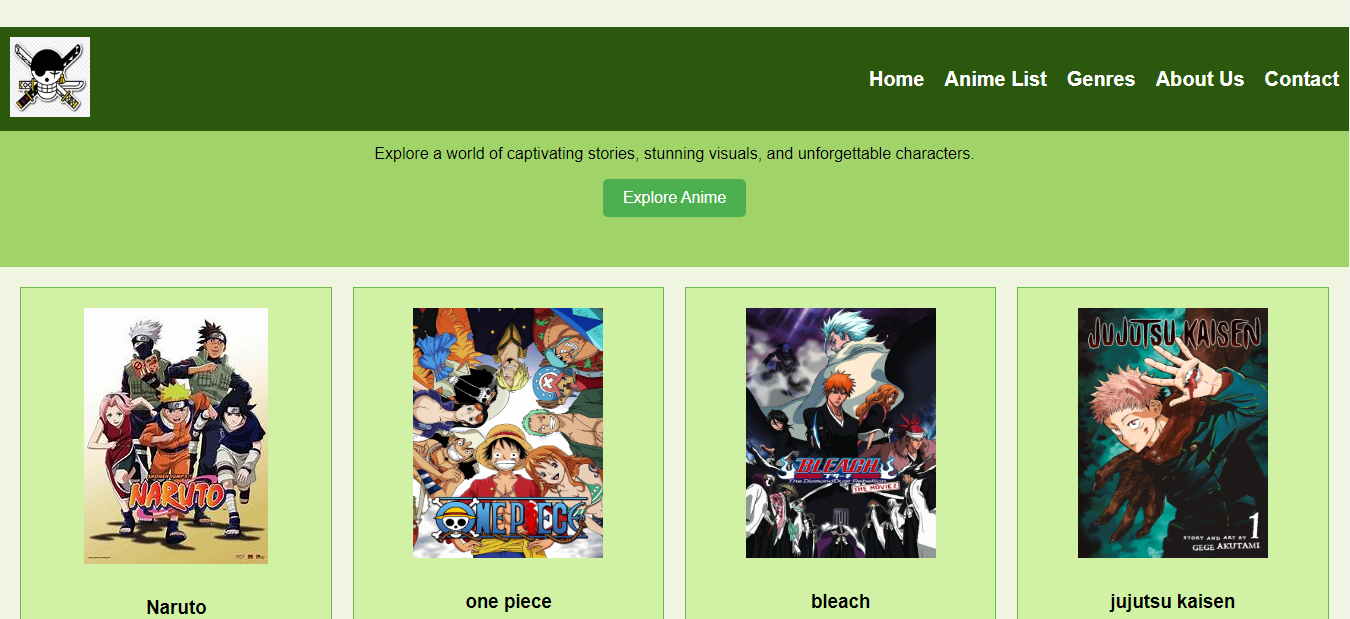 Home Anime List Genres About Us Contact
Explore a world of captivating stories, stunning visuals, and unforgettable characters.
Explore Anime
NARUTO
ONE PIECE
BLEACH
The DiamondDust Rebellion
THE MOVIE 2
JUJUTSU KAISEN
1
STORY AND ART BY
GEGE AKUTAMI
Naruto
one piece
bleach
jujutsu kaisen